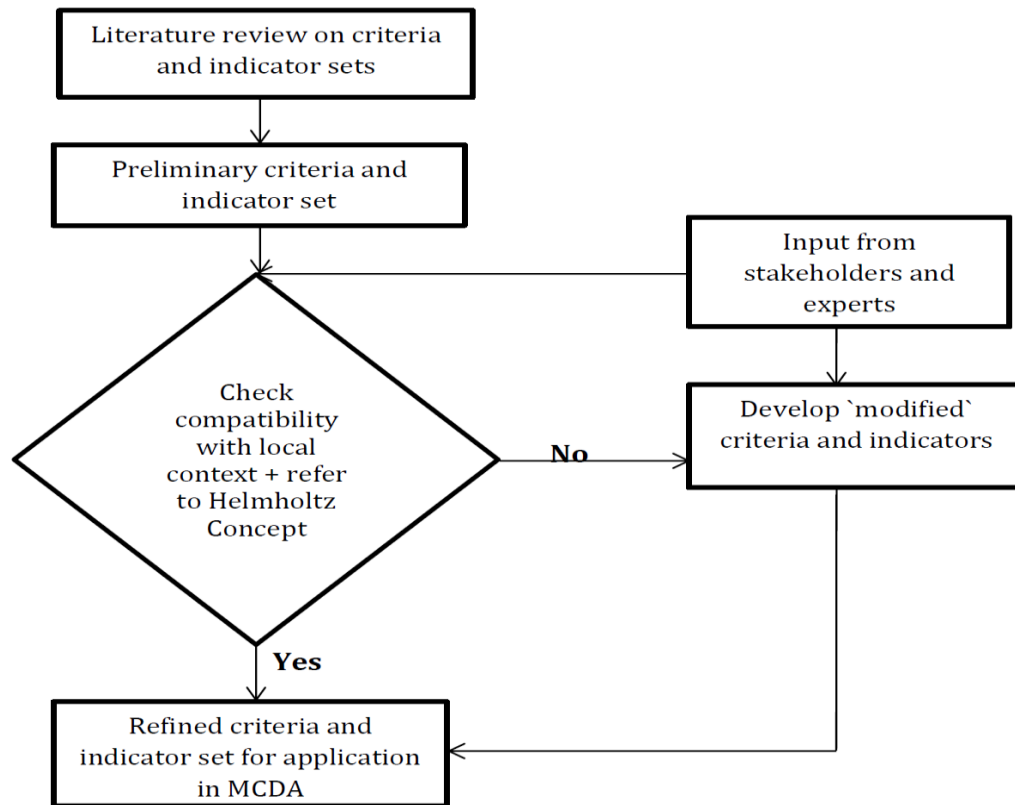 Literature review on criteria
and indicator sets
Preliminary criteria and
indicator set
Input from
stakeholders and
experts
Check
compatibility
with local
context + refer
to Helmholtz
Concept
No
Develop `modified`
criteria and indicators
Yes
Refined criteria and
indicator set for application
in MCDA